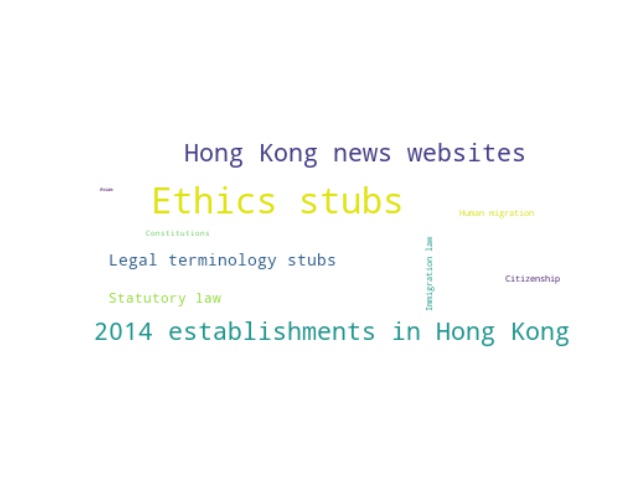 Hong Kong news websites
Ethics stubs
Human migration
Constitutions
Immigration law
Legal terminology stubs
Citizenship
Statutory law
2014 establishments in Hong Kong